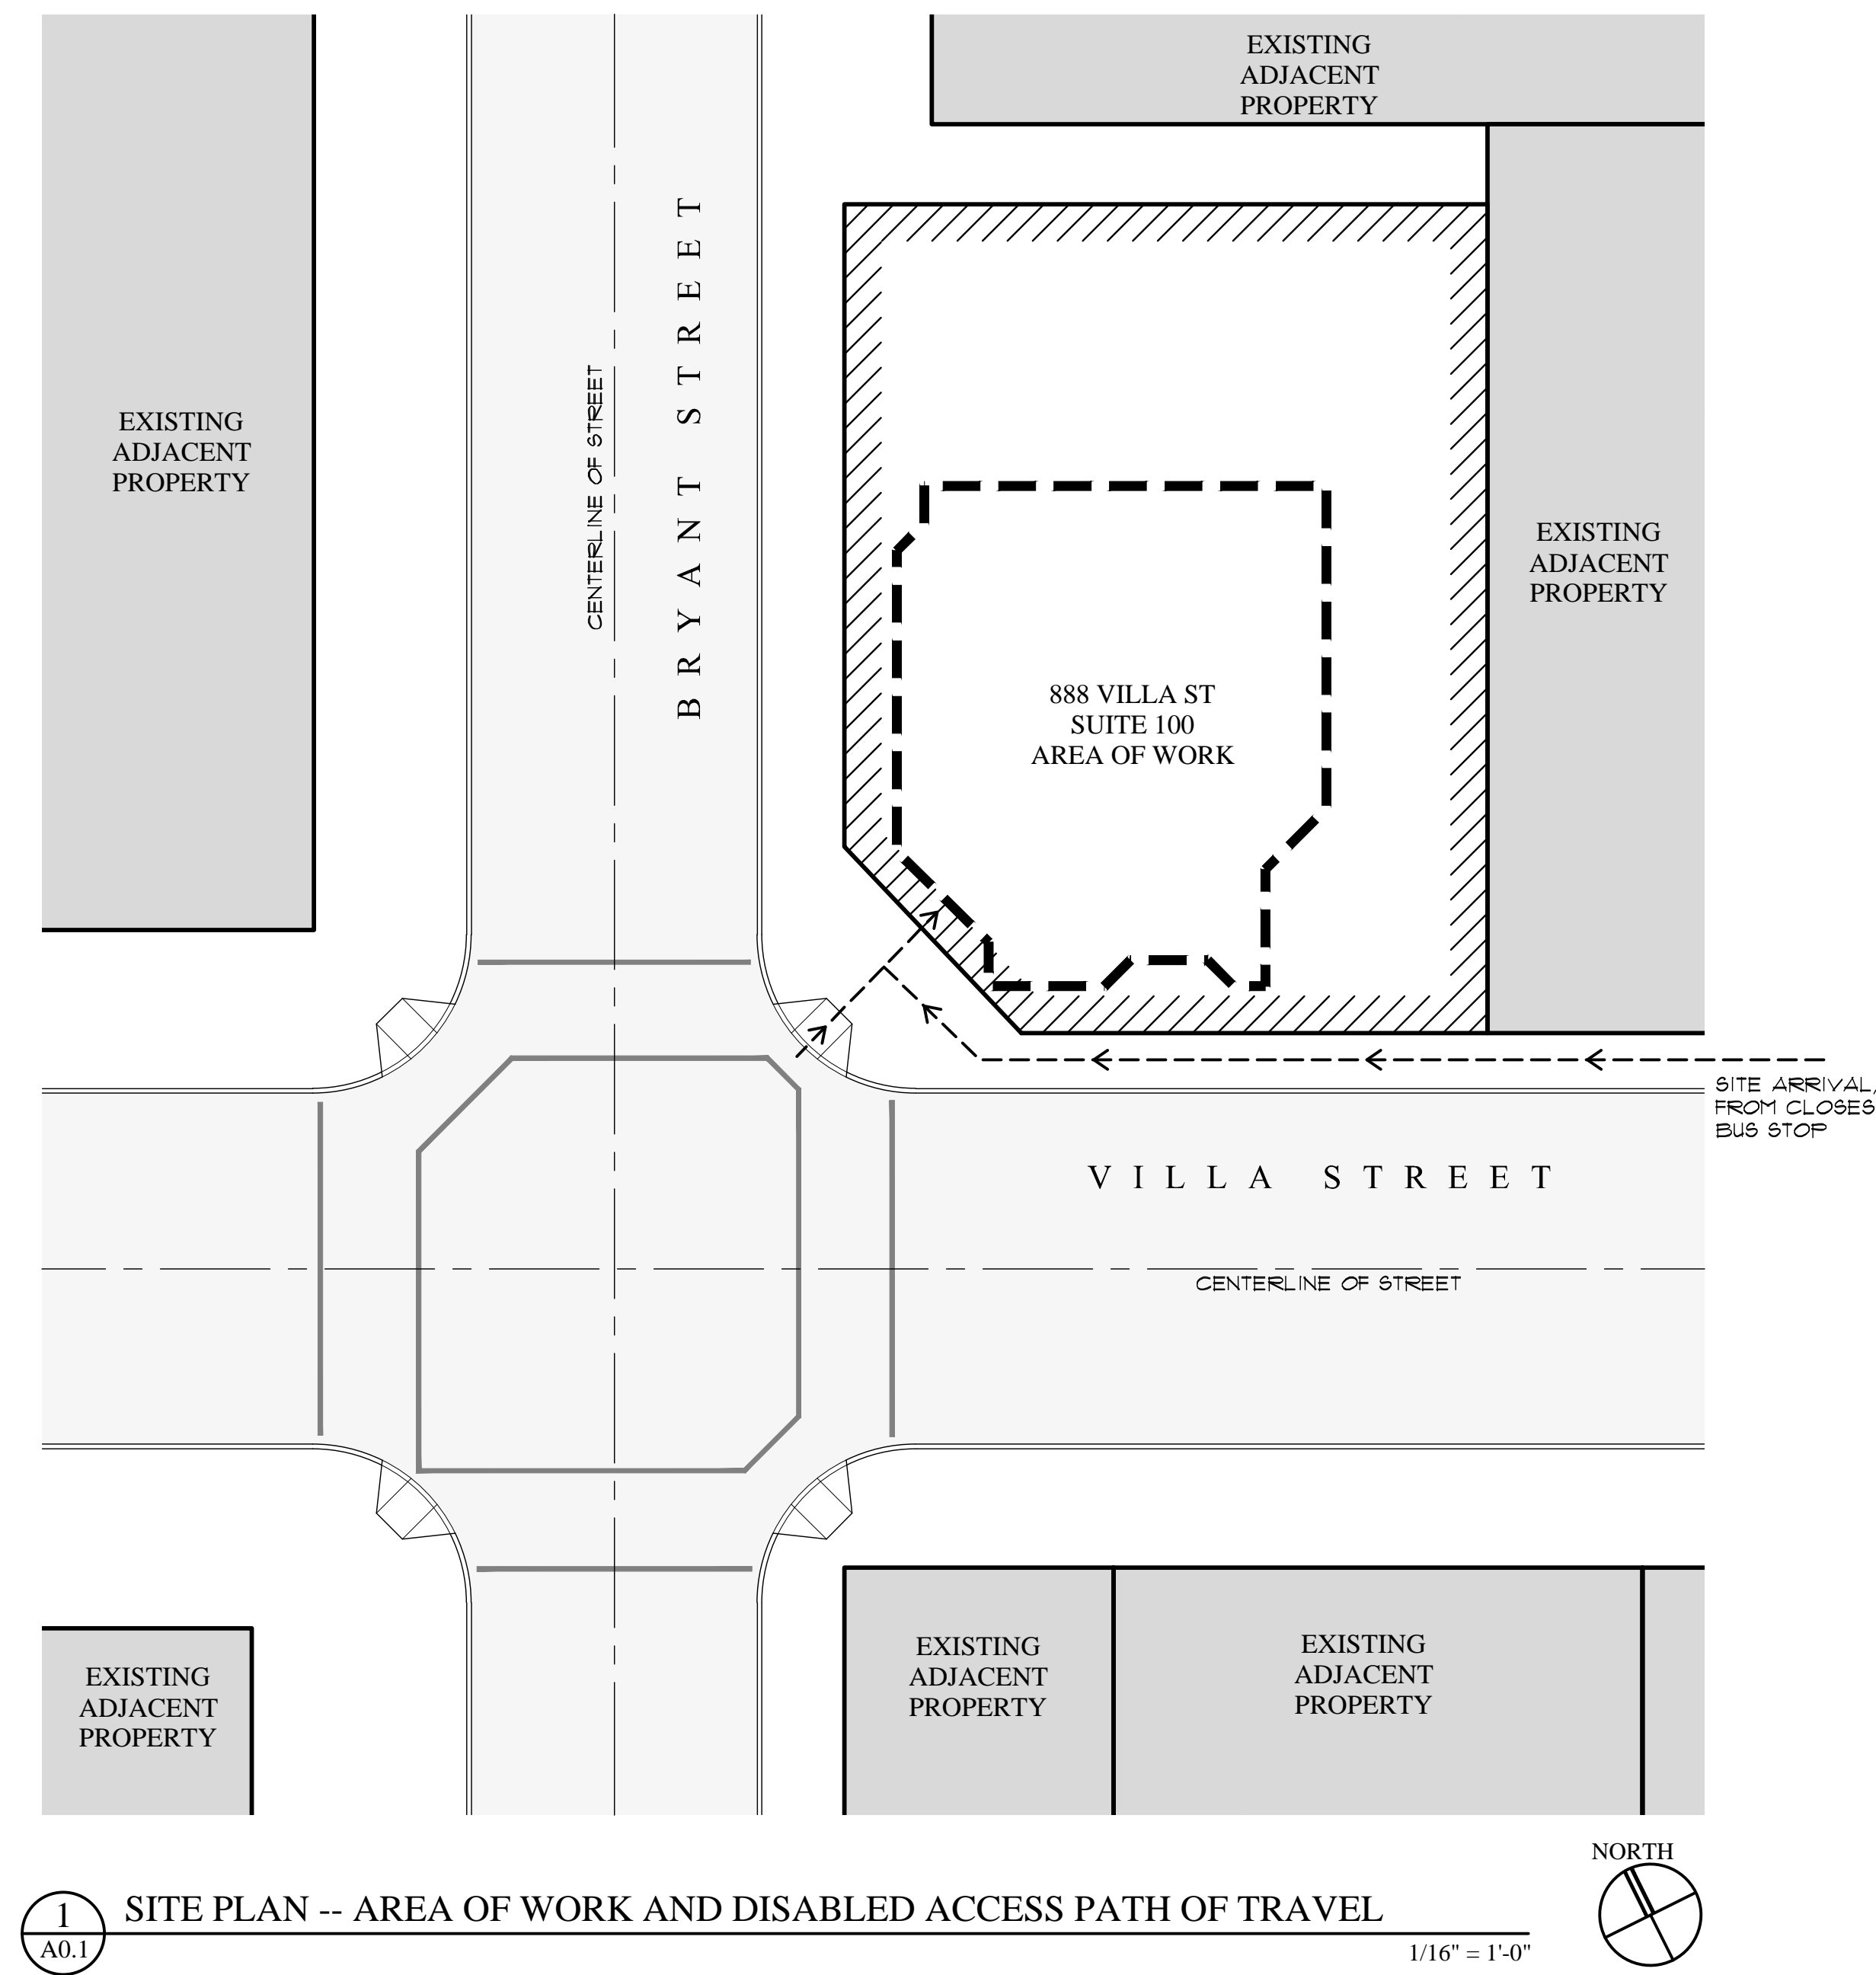 EXISTING
ADJACENT
PROPERTY
EXISTING
ADJACENT
PROPERTY
CENTERLINE OF STREET
BRYANT STREET
EXISTING
ADJACENT
PROPERTY
888 VILLA ST
SUITE 100
AREA OF WORK
SITE ARRIVAL,
FROM CLOSES
BUS STOP
VILLA STREET
CENTERLINE OF STREET
EXISTING
ADJACENT
PROPERTY
EXISTING
ADJACENT
PROPERTY
EXISTING
ADJACENT
PROPERTY
NORTH
1
A0.1
SITE PLAN -- AREA OF WORK AND DISABLED ACCESS PATH OF TRAVEL
1/16" = 1'-0"